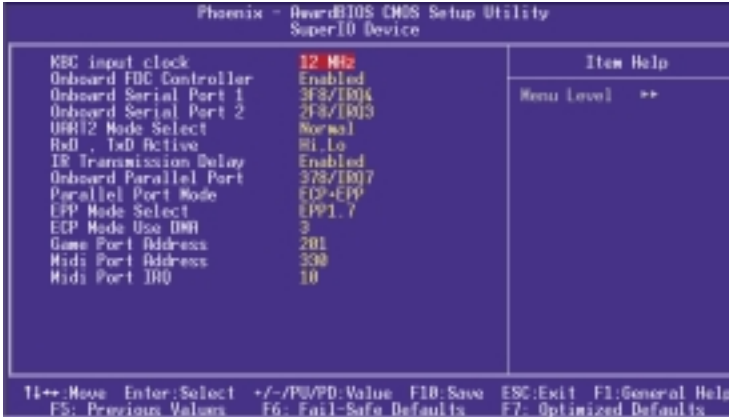 Phoenix - AwardBIOS CMOS Setup Utility
SuperIO Device
KBC input clock 12 MHz
Onboard FDC Controller Enabled
Onboard Serial Port 1 3F8/IRQ4
Onboard Serial Port 2 2F8/IRQ3
UART2 Mode Select Normal
RxD , TxD Active Hi,Lo
IR Transmission Delay Enabled
Onboard Parallel Port 378/IRQ7
Parallel Port Mode ECP+EPP
EPP Mode Select EPP1.7
ECP Mode Use DMA 3
Game Port Address 201
Midi Port Address 330
Midi Port IRQ 10
Item Help
Menu Level ▸▸
↑↓→←:Move Enter:Select +/-/PU/PD:Value F10:Save ESC:Exit F1:General Help
F5: Previous Values F6: Fail-Safe Defaults F7: Optimized Defaults